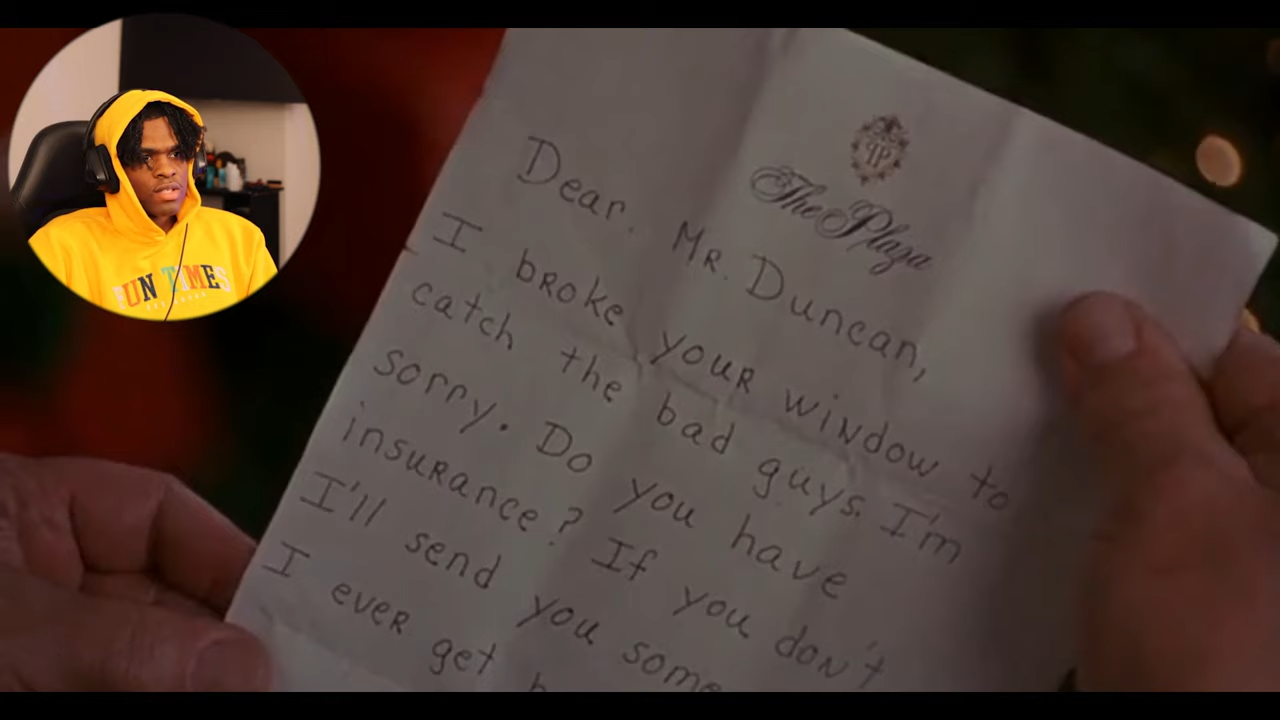 FUN TIMES
The Plaza
Dear. Mr. Duncan,
I broke your window to
catch the bad guys. I'm
sorry. Do you have
insurance? If you don't
I'll send you some
I ever get